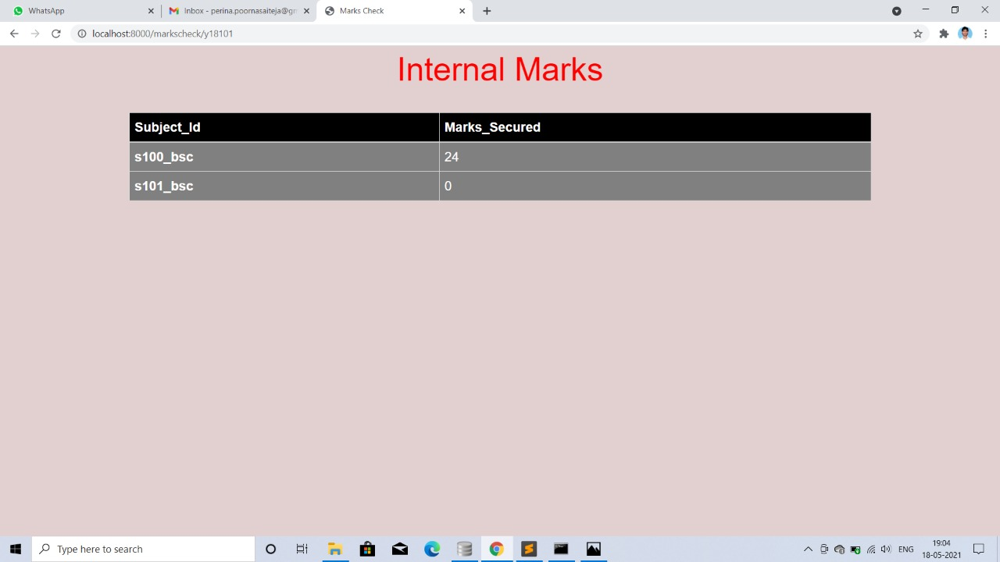 WhatsApp
Inbox - perina.poornasaiteja@gm
Marks Check
localhost:8000/markscheck/y18101
Internal Marks
Subject_Id Marks_Secured
s100_bsc 24
s101_bsc 0
Type here to search
ENG
19:04
18-05-2021